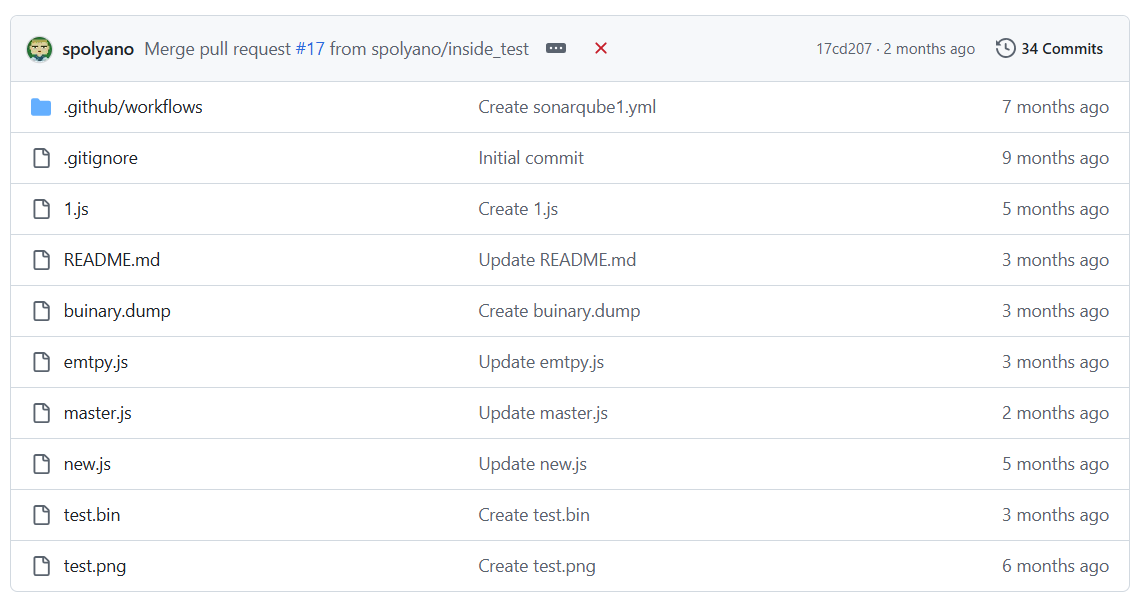 spolyano Merge pull request #17 from spolyano/inside_test ··· 17cd207 · 2 months ago 34 Commits
.github/workflows Create sonarqube1.yml 7 months ago
.gitignore Initial commit 9 months ago
1.js Create 1.js 5 months ago
README.md Update README.md 3 months ago
buinary.dump Create buinary.dump 3 months ago
emtpy.js Update emtpy.js 3 months ago
master.js Update master.js 2 months ago
new.js Update new.js 5 months ago
test.bin Create test.bin 3 months ago
test.png Create test.png 6 months ago